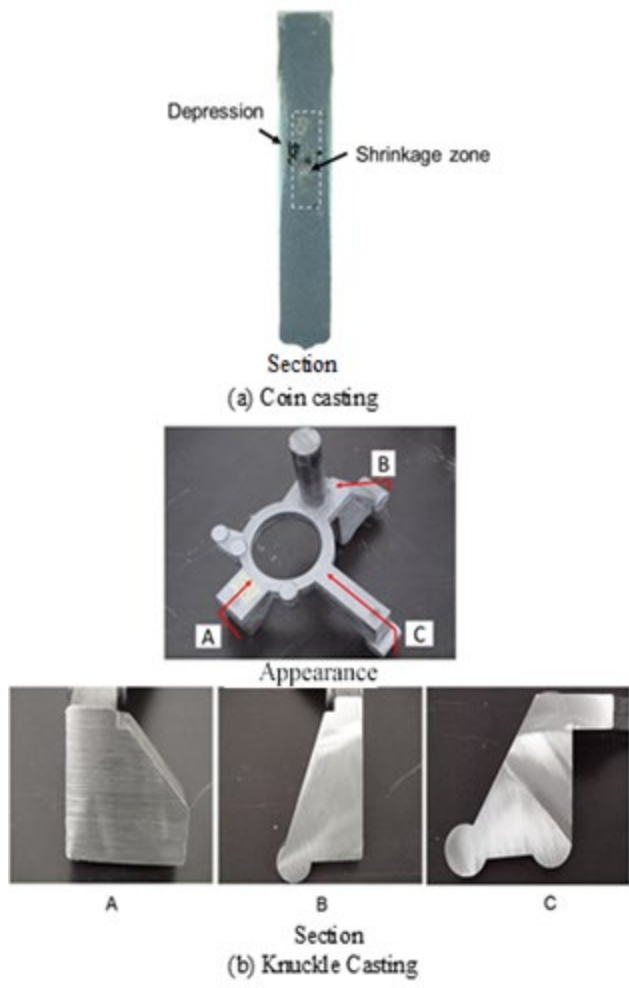 Depression
Shrinkage zone
Section
(a) Coin casting
B
A
C
Appearance
A B C
Section
(b) Knuckle Casting